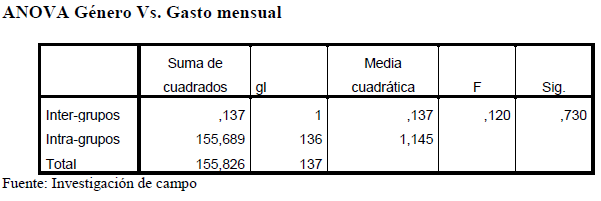 ANOVA Género Vs. Gasto mensual
Suma de cuadrados gl Media cuadrática F Sig.
Inter-grupos ,137 1 ,137 ,120 ,730
Intra-grupos 155,689 136 1,145
Total 155,826 137
Fuente: Investigación de campo